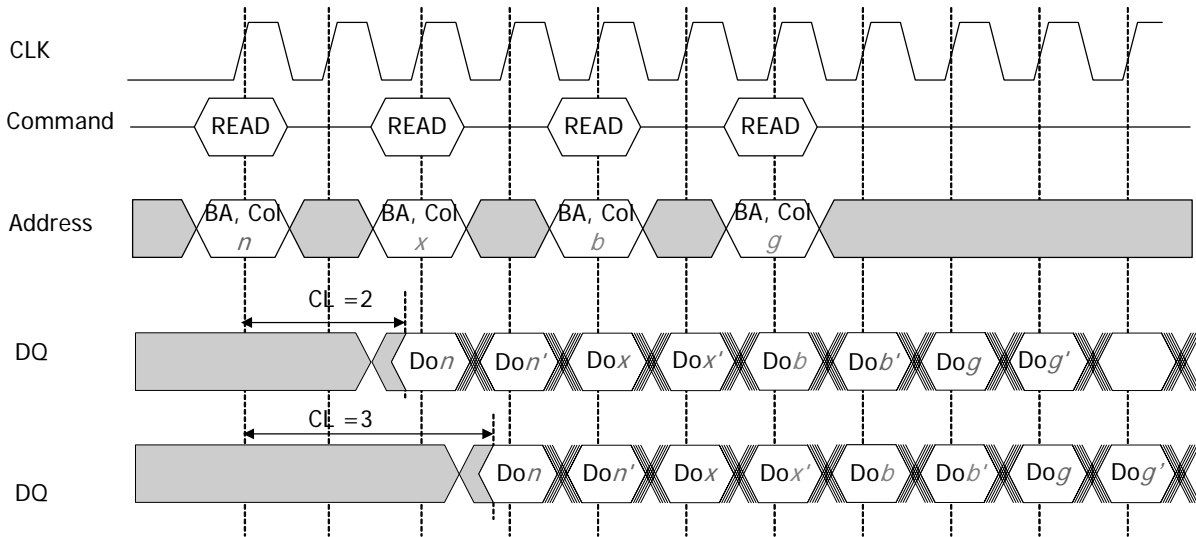 CLK
Command
READ READ READ READ
Address
BA, Col BA, Col BA, Col BA, Col
n x b g
CL =2
DQ
Don Don' Dox Dox' Dob Dob' Dog Dog'
CL =3
DQ
Don Don' Dox Dox' Dob Dob' Dog Dog'